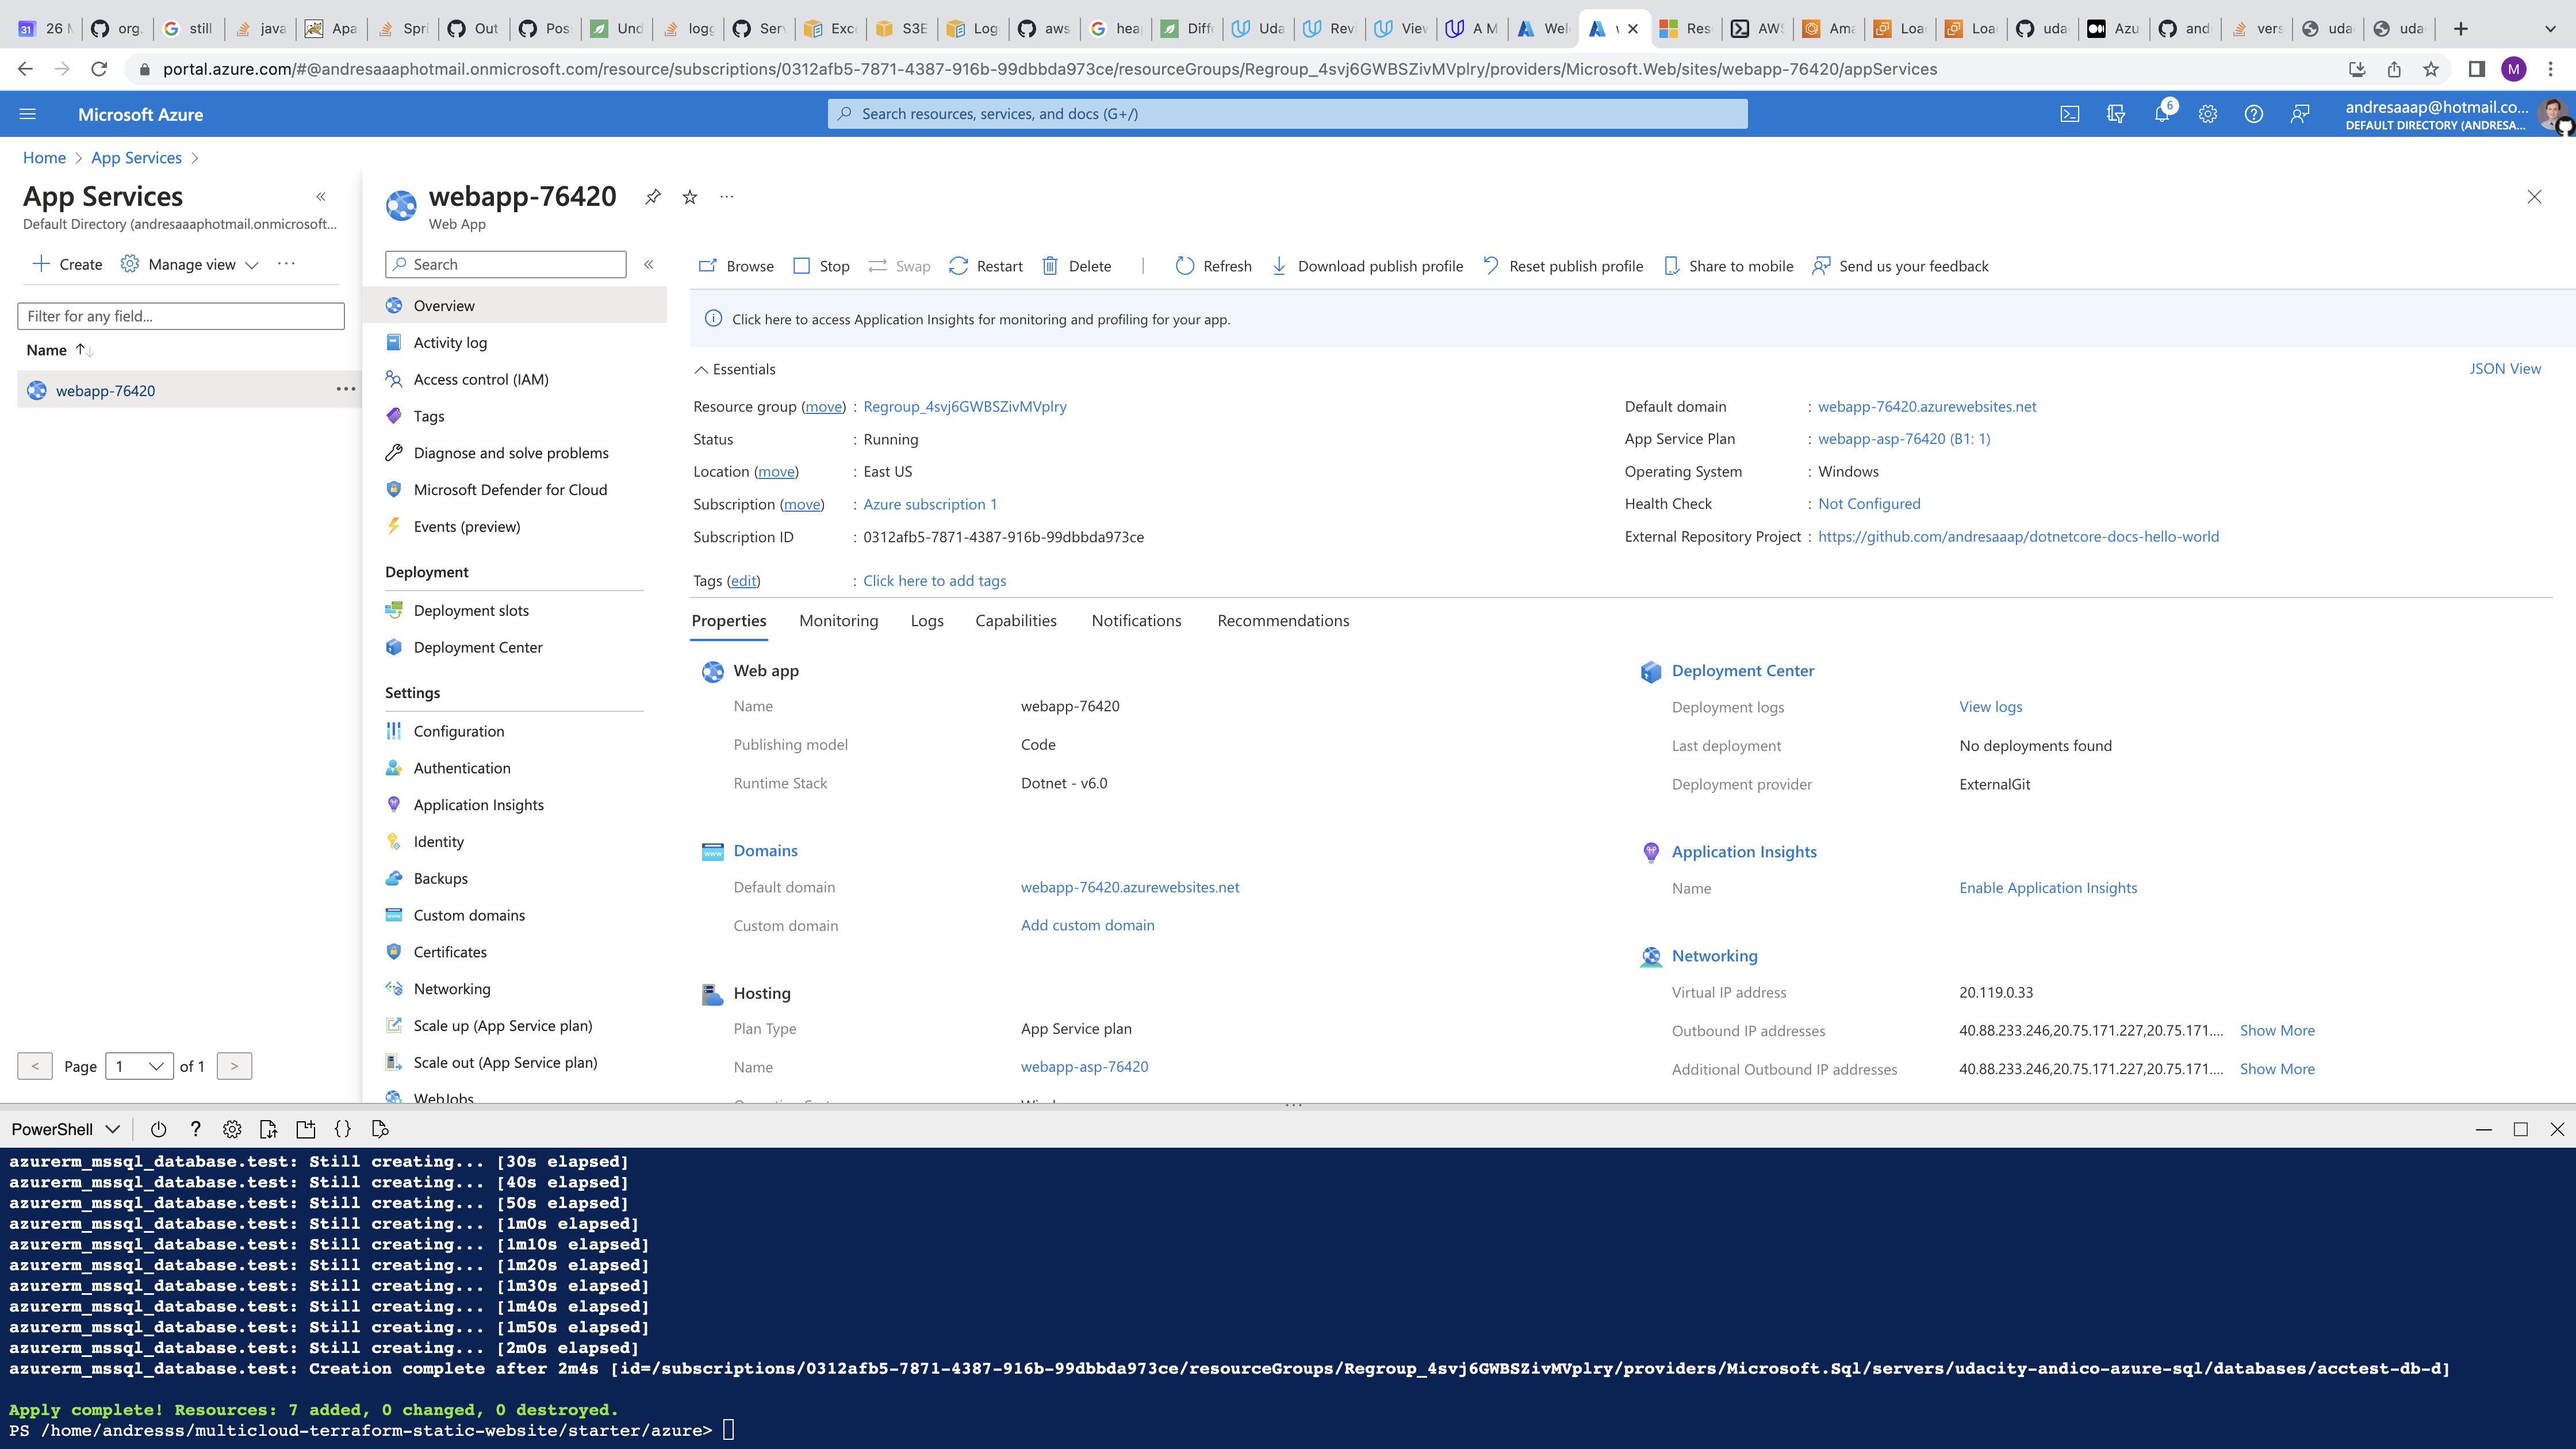 31 26 M
org.
still
java
Apa
Spri
Out
Pos
Und
logg
Ser
Exc
S3E
Log
aws
hea
Diff
Uda
Rev
View
A M
Wel
Res
AWS
Ama
Loa
Loa
uda
Azu
and
vers
uda
uda
portal.azure.com/#@andresaaaphotmail.onmicrosoft.com/resource/subscriptions/0312afb5-7871-4387-916b-99dbbda973ce/resourceGroups/Regroup_4svj6GWBSZivMVplry/providers/Microsoft.Web/sites/webapp-76420/appServices
M
Microsoft Azure
Search resources, services, and docs (G+/)
6
andresaaap@hotmail.co...
DEFAULT DIRECTORY (ANDRESA...
Home > App Services >
App Services
Default Directory (andresaaaphotmail.onmicrosoft...
Create
Manage view
Filter for any field...
Name
webapp-76420
< Page 1 of 1 >
webapp-76420
Web App
Search
Overview
Activity log
Access control (IAM)
Tags
Diagnose and solve problems
Microsoft Defender for Cloud
Events (preview)
Deployment
Deployment slots
Deployment Center
Settings
Configuration
Authentication
Application Insights
Identity
Backups
Custom domains
Certificates
Networking
Scale up (App Service plan)
Scale out (App Service plan)
WebJobs
Browse Stop Swap Restart Delete | Refresh Download publish profile Reset publish profile Share to mobile Send us your feedback
Click here to access Application Insights for monitoring and profiling for your app.
Essentials
JSON View
Resource group (move) : Regroup_4svj6GWBSZivMVplry
Status : Running
Location (move) : East US
Subscription (move) : Azure subscription 1
Subscription ID : 0312afb5-7871-4387-916b-99dbbda973ce
Tags (edit) : Click here to add tags
Default domain : webapp-76420.azurewebsites.net
App Service Plan : webapp-asp-76420 (B1: 1)
Operating System : Windows
Health Check : Not Configured
External Repository Project : https://github.com/andresaaap/dotnetcore-docs-hello-world
Properties Monitoring Logs Capabilities Notifications Recommendations
Web app
Name webapp-76420
Publishing model Code
Runtime Stack Dotnet - v6.0
Domains
Default domain webapp-76420.azurewebsites.net
Custom domain Add custom domain
Hosting
Plan Type App Service plan
Name webapp-asp-76420
Deployment Center
Deployment logs View logs
Last deployment No deployments found
Deployment provider ExternalGit
Application Insights
Name Enable Application Insights
Networking
Virtual IP address 20.119.0.33
Outbound IP addresses 40.88.233.246,20.75.171.227,20.75.171.... Show More
Additional Outbound IP addresses 40.88.233.246,20.75.171.227,20.75.171.... Show More
PowerShell
azurerm_mssql_database.test: Still creating... [30s elapsed]
azurerm_mssql_database.test: Still creating... [40s elapsed]
azurerm_mssql_database.test: Still creating... [50s elapsed]
azurerm_mssql_database.test: Still creating... [1m0s elapsed]
azurerm_mssql_database.test: Still creating... [1m10s elapsed]
azurerm_mssql_database.test: Still creating... [1m20s elapsed]
azurerm_mssql_database.test: Still creating... [1m30s elapsed]
azurerm_mssql_database.test: Still creating... [1m40s elapsed]
azurerm_mssql_database.test: Still creating... [1m50s elapsed]
azurerm_mssql_database.test: Still creating... [2m0s elapsed]
azurerm_mssql_database.test: Creation complete after 2m4s [id=/subscriptions/0312afb5-7871-4387-916b-99dbbda973ce/resourceGroups/Regroup_4svj6GWBSZivMVplry/providers/Microsoft.Sql/servers/udacity-andico-azure-sql/databases/acctest-db-d]
Apply complete! Resources: 7 added, 0 changed, 0 destroyed.
PS /home/andresss/multicloud-terraform-static-website/starter/azure>